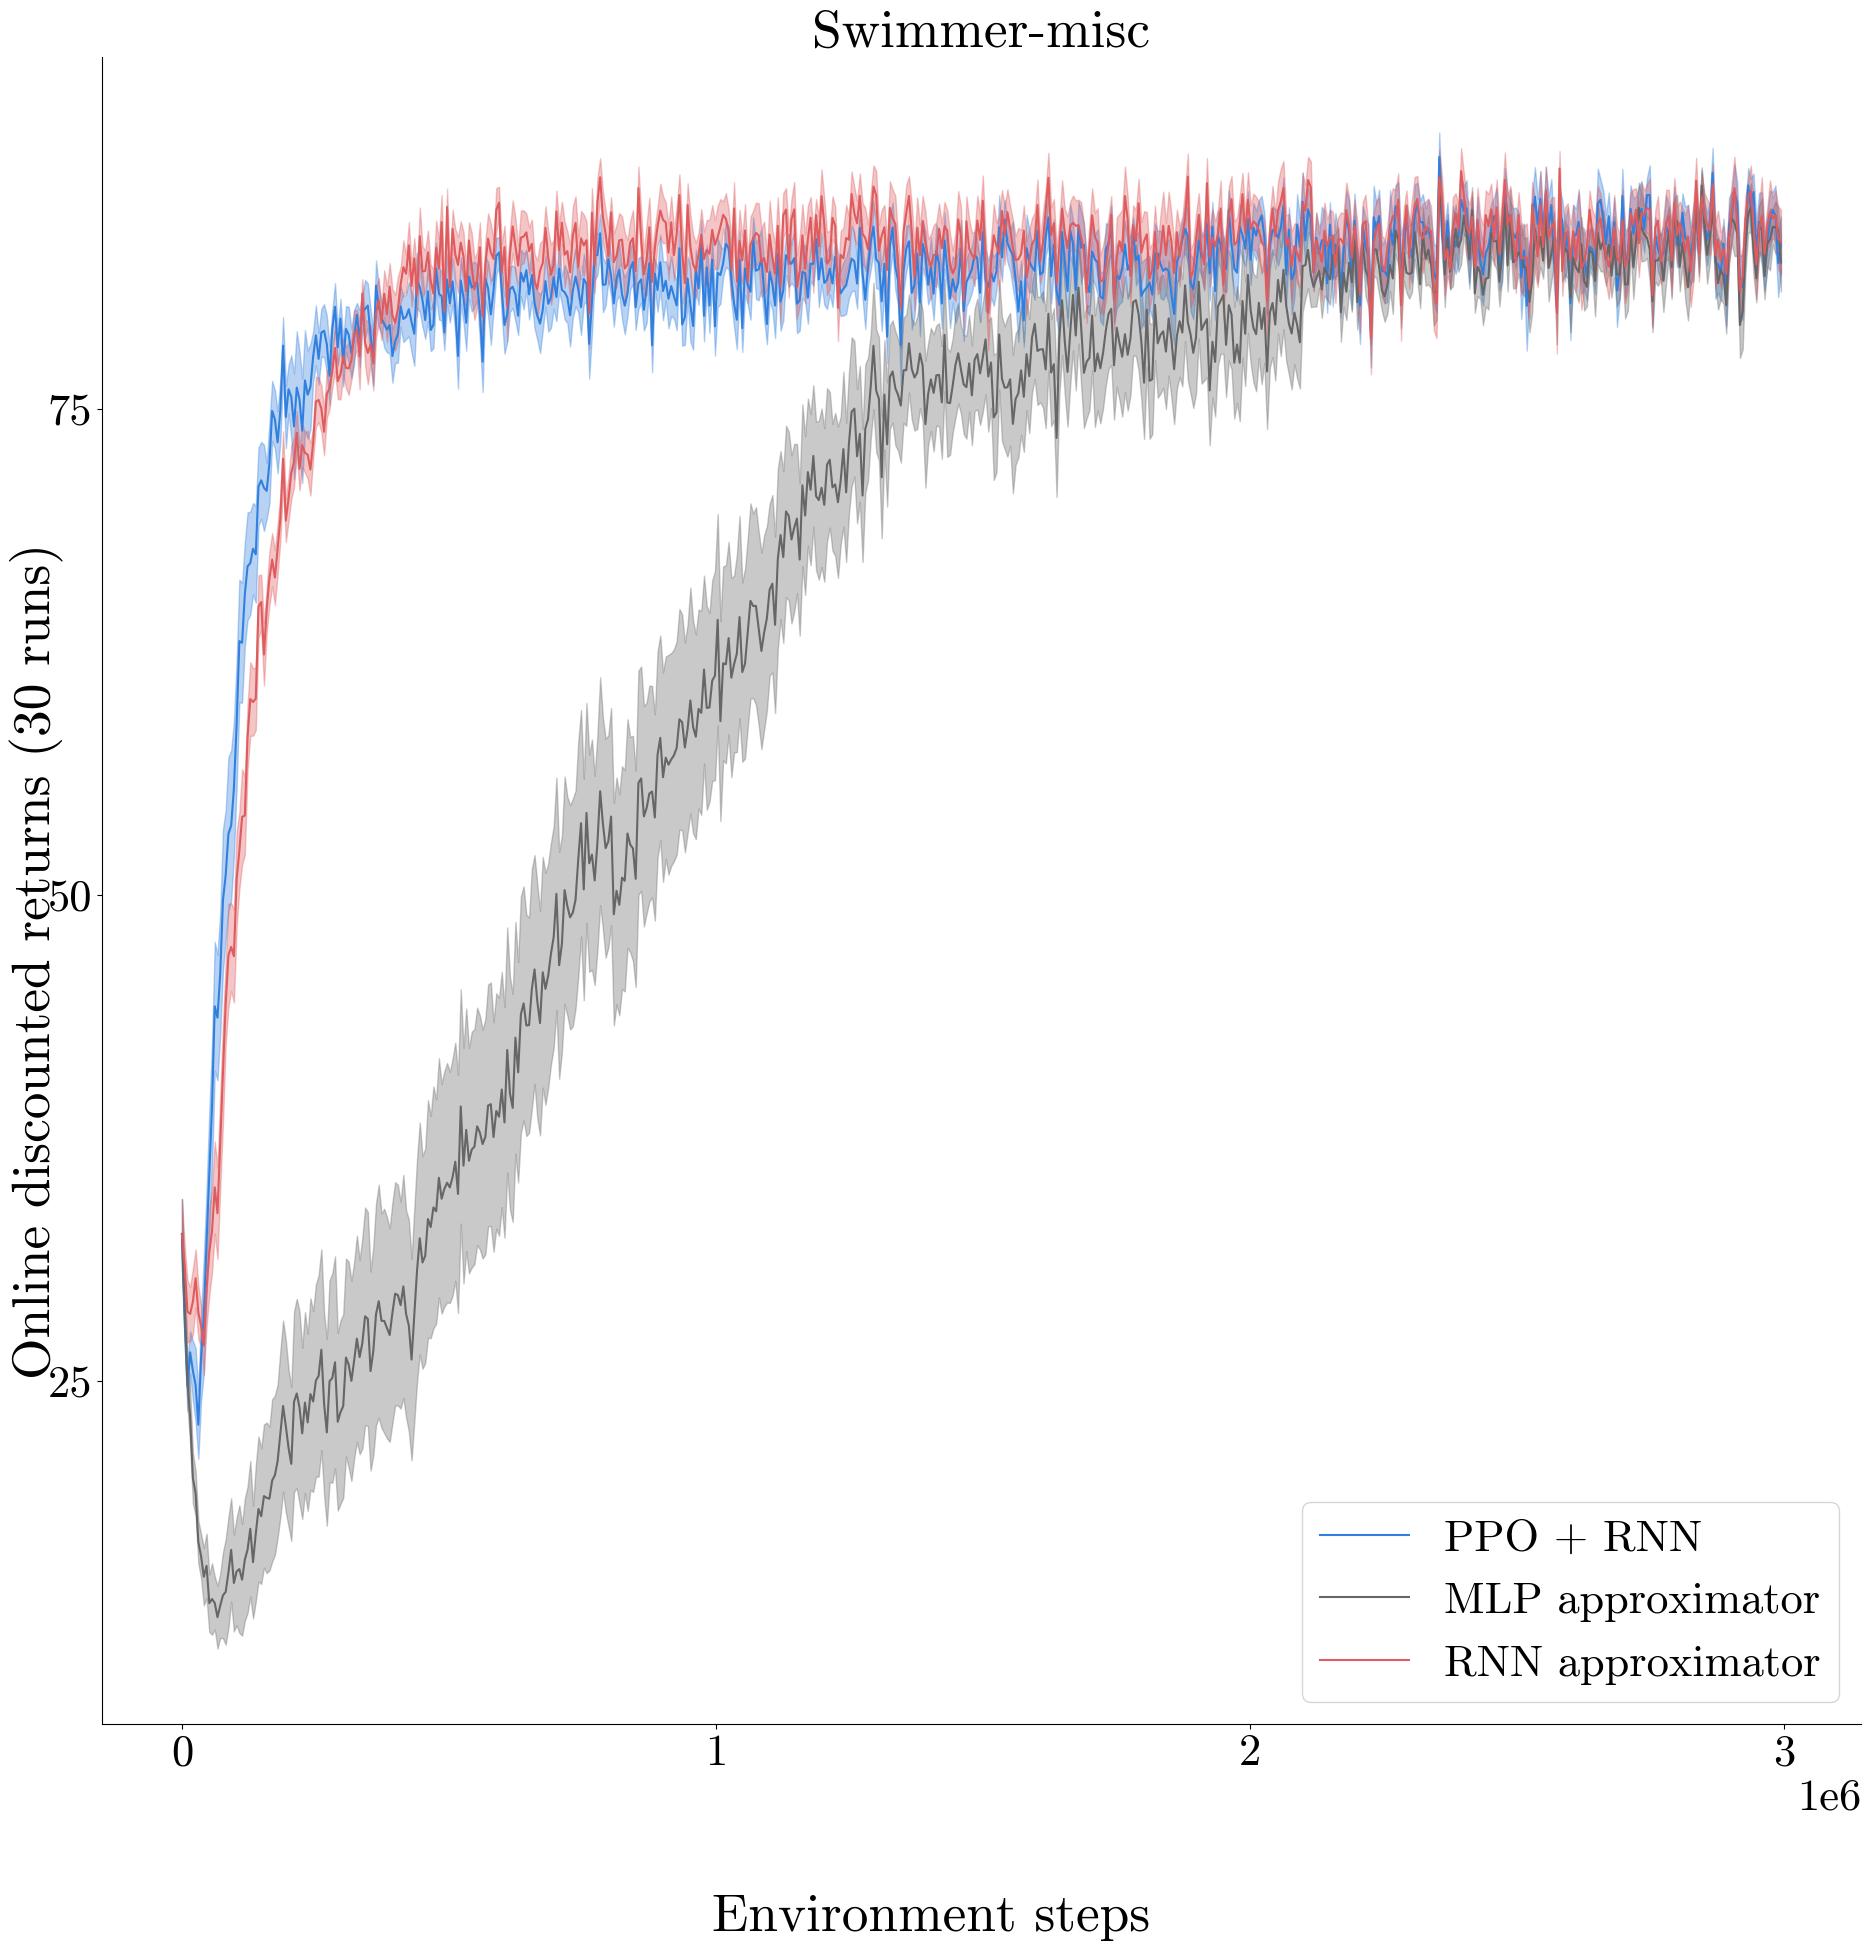 Swimmer-misc
Online discounted returns (30 runs)
75
50
25
PPO + RNN
MLP approximator
RNN approximator
0 1 2 3
1e6
Environment steps